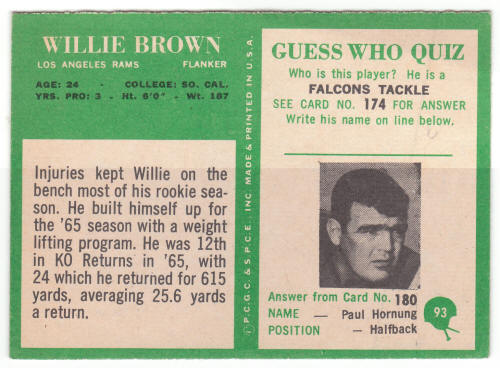 WILLIE BROWN
LOS ANGELES RAMS FLANKER
AGE: 24 - COLLEGE: SO. CAL.
YRS. PRO: 3 - Ht. 6'0" - Wt. 187
Injuries kept Willie on the
bench most of his rookie sea-
son. He built himself up for
the '65 season with a weight
lifting program. He was 12th
in KO Returns in '65, with
24 which he returned for 615
yards, averaging 25.6 yards
a return.
© P.C.G.C. & S.P.C.E., INC. MADE & PRINTED IN U.S.A.
GUESS WHO QUIZ
Who is this player? He is a
FALCONS TACKLE
SEE CARD NO. 174 FOR ANSWER
Write his name on line below.
Answer from Card No. 180
NAME — Paul Hornung
POSITION — Halfback
93